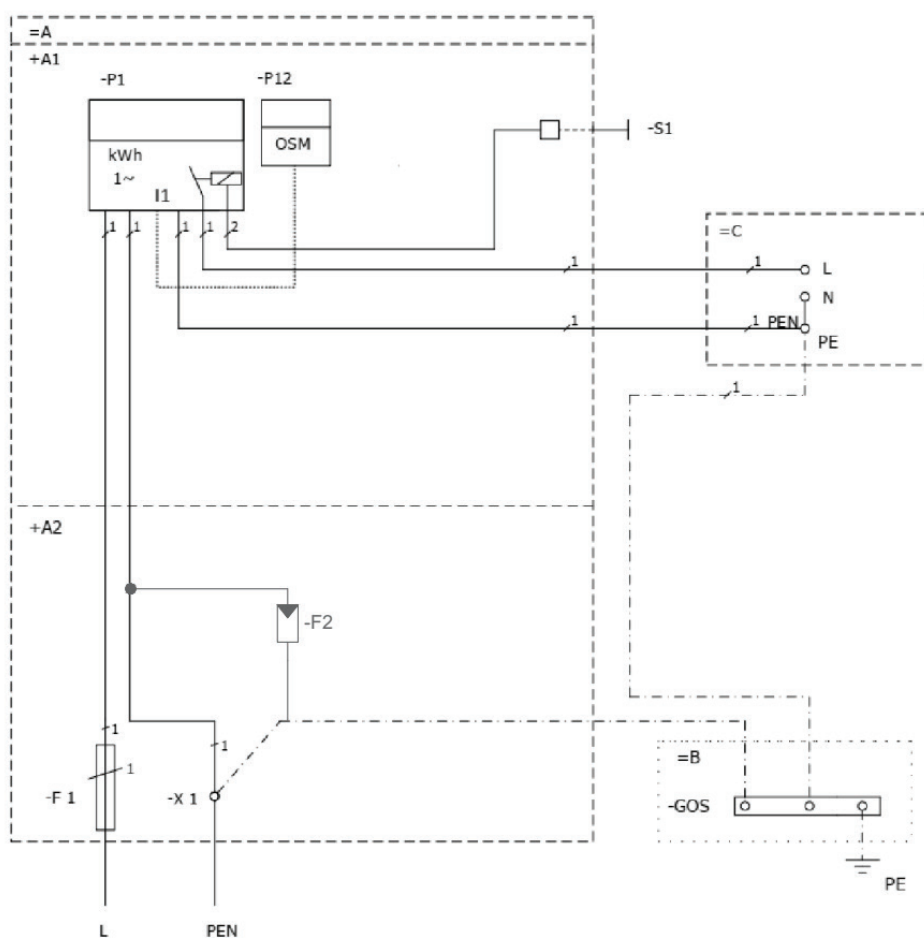 =A
+A1
-P1
-P12
OSM
-S1
kWh
1~
I1
1
1
1
1
2
=C
1
1
L
N
1
1
PEN
PE
1
+A2
-F2
1
1
1
-F 1
-X 1
=B
-GOS
PE
L
PEN